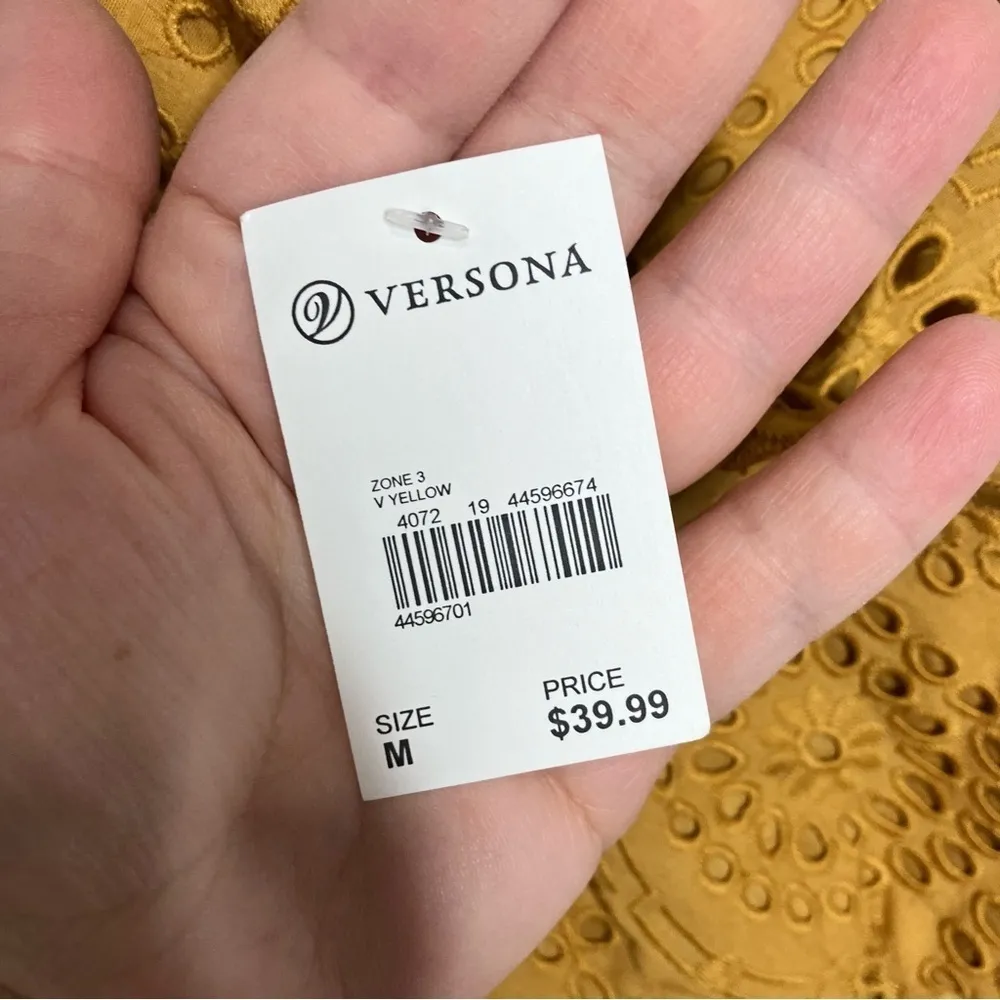 V VERSONA
ZONE 3
V YELLOW
4072 19 44596674
44596701
SIZE PRICE
M $39.99